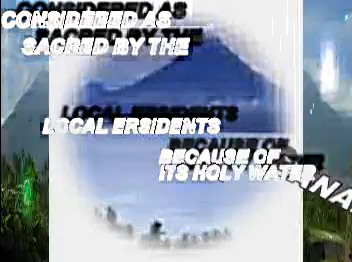 CONSIDERED AS
SACRED BY THE
LOCAL ERSIDENTS
BECAUSE OF
ITS HOLY WATER